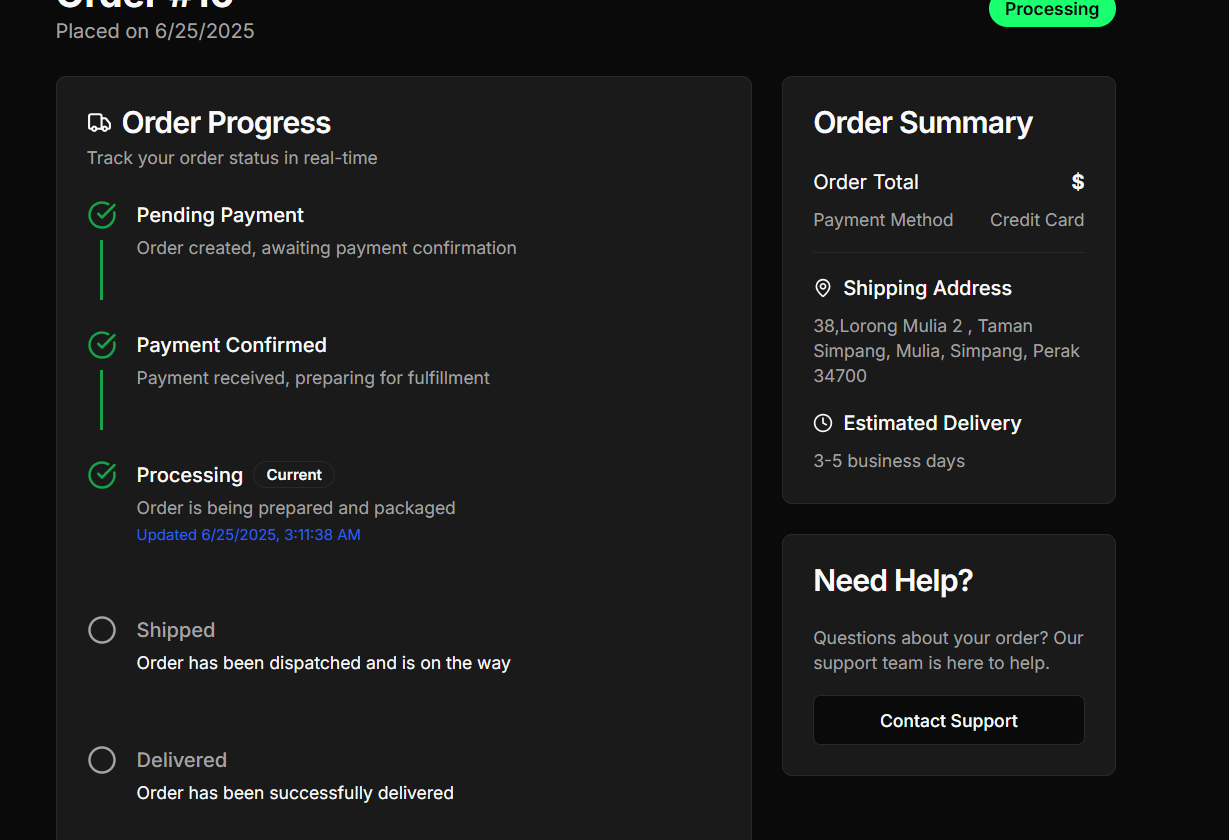 Order #16
Processing
Placed on 6/25/2025
Order Progress
Track your order status in real-time
Pending Payment
Order created, awaiting payment confirmation
Payment Confirmed
Payment received, preparing for fulfillment
Processing Current
Order is being prepared and packaged
Updated 6/25/2025, 3:11:38 AM
Shipped
Order has been dispatched and is on the way
Delivered
Order has been successfully delivered
Order Summary
Order Total $
Payment Method Credit Card
Shipping Address
38,Lorong Mulia 2 , Taman
Simpang, Mulia, Simpang, Perak
34700
Estimated Delivery
3-5 business days
Need Help?
Questions about your order? Our
support team is here to help.
Contact Support